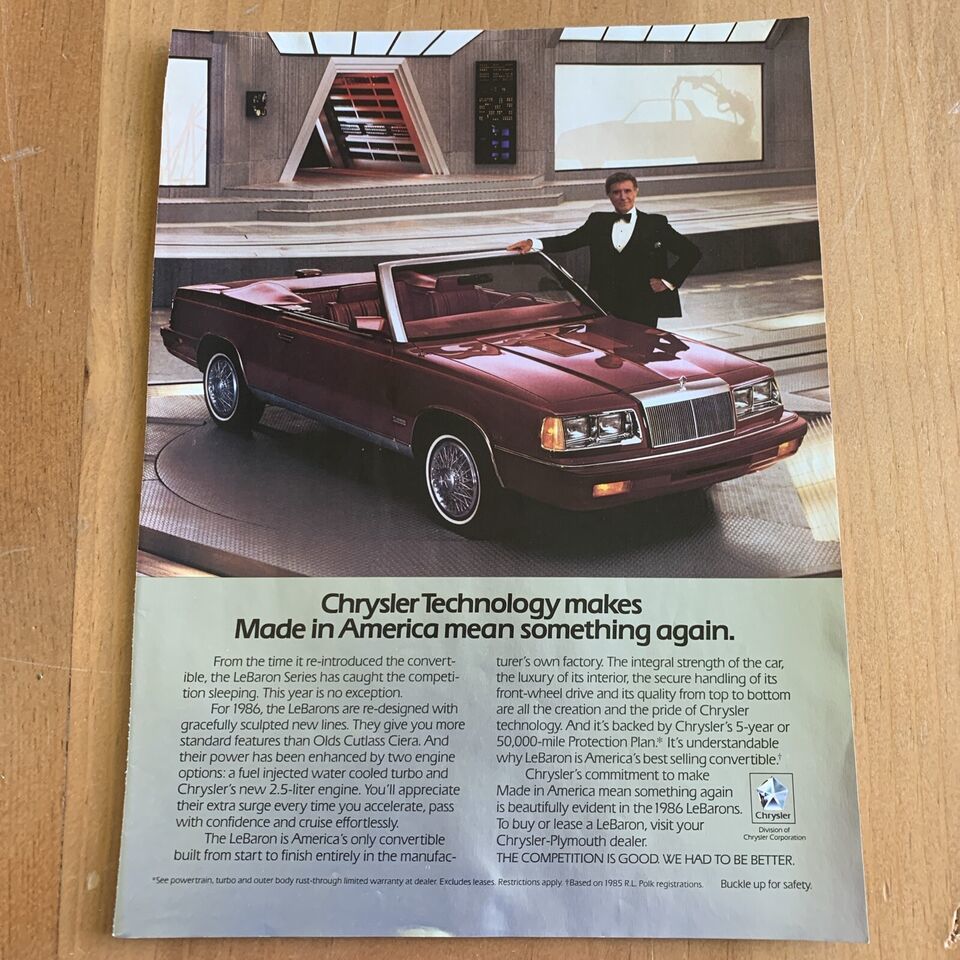 Chrysler Technology makes
Made in America mean something again.
From the time it re-introduced the convert-
ible, the LeBaron Series has caught the competi-
tion sleeping. This year is no exception.
For 1986, the LeBarons are re-designed with
gracefully sculpted new lines. They give you more
standard features than Olds Cutlass Ciera. And
their power has been enhanced by two engine
options: a fuel injected water cooled turbo and
Chrysler's new 2.5-liter engine. You'll appreciate
their extra surge every time you accelerate, pass
with confidence and cruise effortlessly.
The LeBaron is America's only convertible
built from start to finish entirely in the manufac-
turer's own factory. The integral strength of the car,
the luxury of its interior, the secure handling of its
front-wheel drive and its quality from top to bottom
are all the creation and the pride of Chrysler
technology. And it's backed by Chrysler's 5-year or
50,000-mile Protection Plan.* It's understandable
why LeBaron is America's best selling convertible.†
Chrysler's commitment to make
Made in America mean something again
is beautifully evident in the 1986 LeBarons.
To buy or lease a LeBaron, visit your
Chrysler-Plymouth dealer.
THE COMPETITION IS GOOD. WE HAD TO BE BETTER.
Chrysler
Division of
Chrysler Corporation
*See powertrain, turbo and outer body rust-through limited warranty at dealer. Excludes leases. Restrictions apply. †Based on 1985 R.L. Polk registrations. Buckle up for safety.